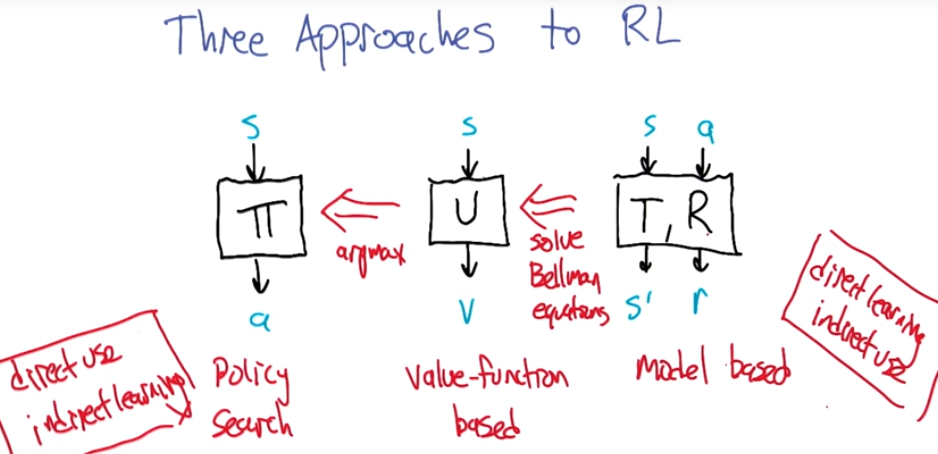 Three Approaches to RL
s
s
s a
π
argmax
U
solve
Bellman
equations
T, R
a
v
s' r
Policy
search
value-function
based
model based
direct use
indirect learning
direct learning
indirect use